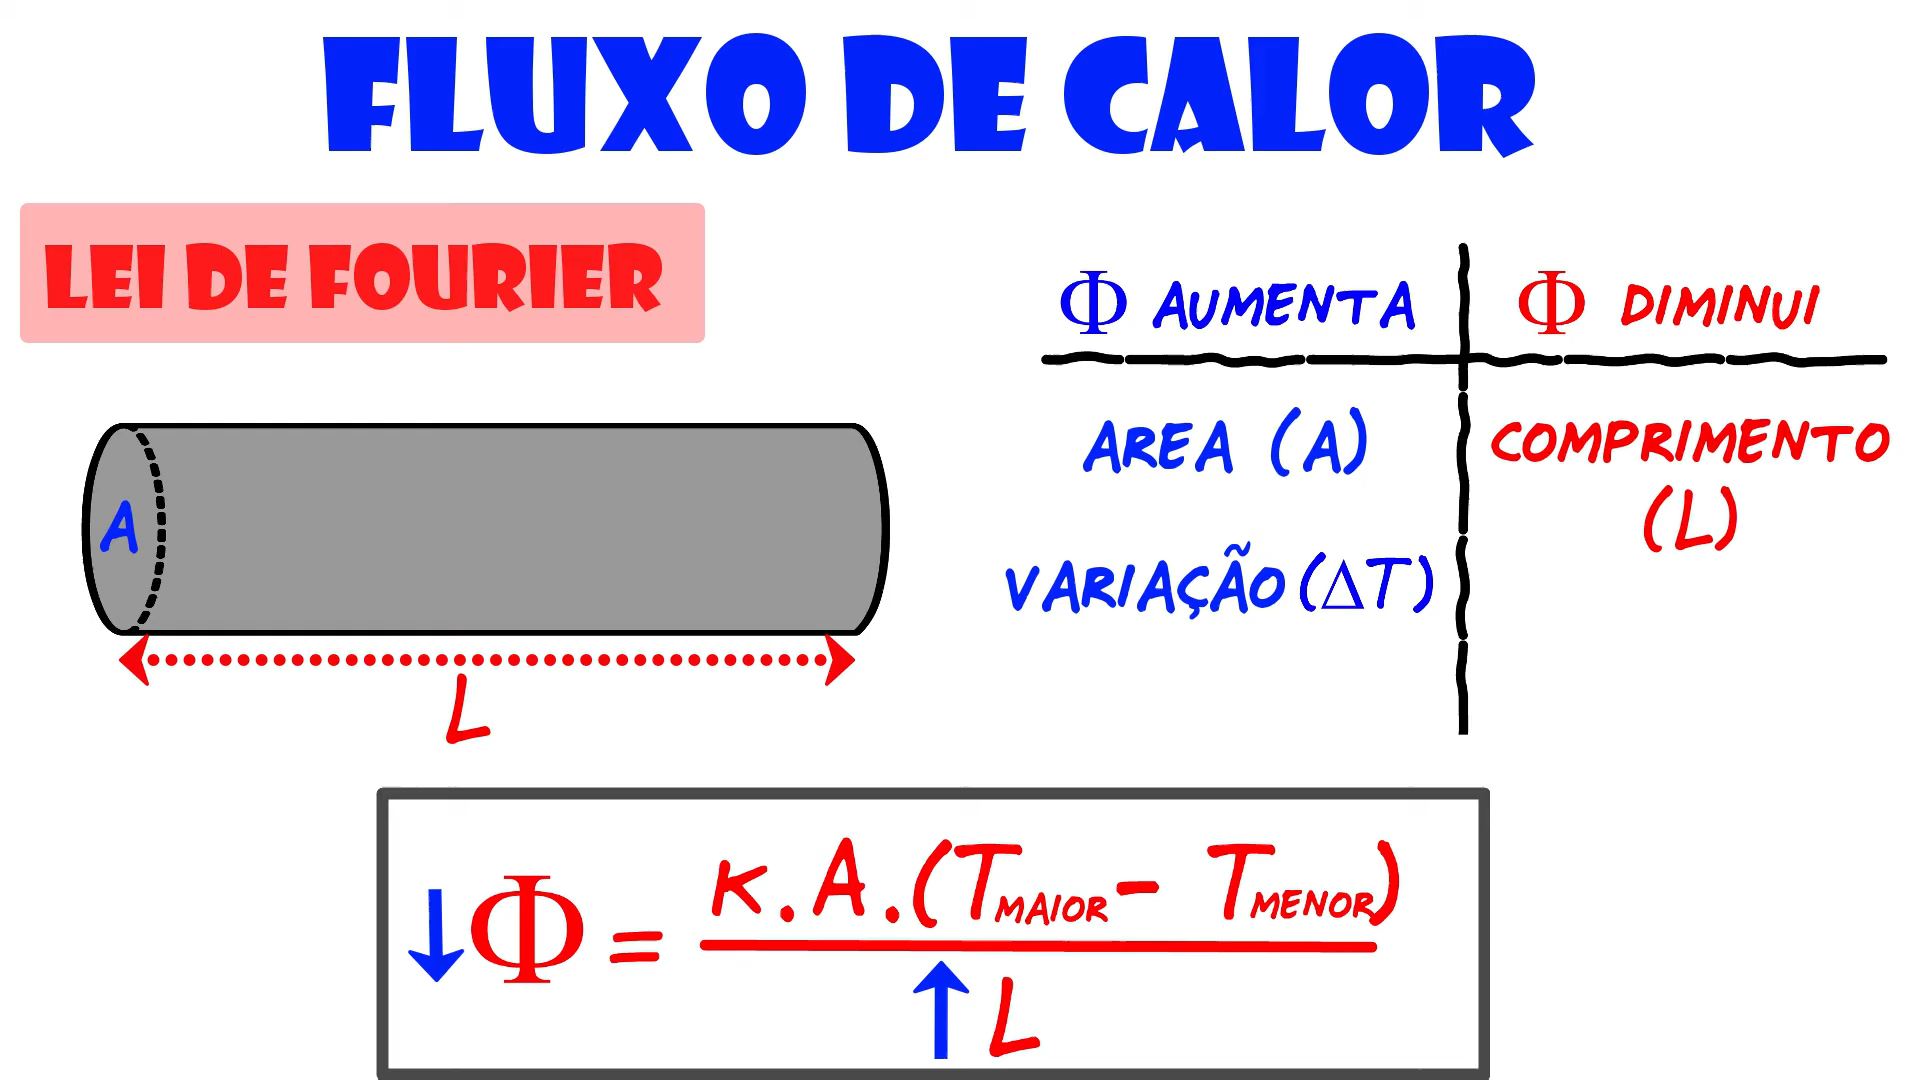 FLUXO DE CALOR
LEI DE FOURIER
Φ AUMENTA
Φ DIMINUI
AREA (A)
COMPRIMENTO
(L)
VARIAÇÃO (ΔT)
A
L
↓Φ = K.A.(TMAIOR - TMENOR)
↑ L